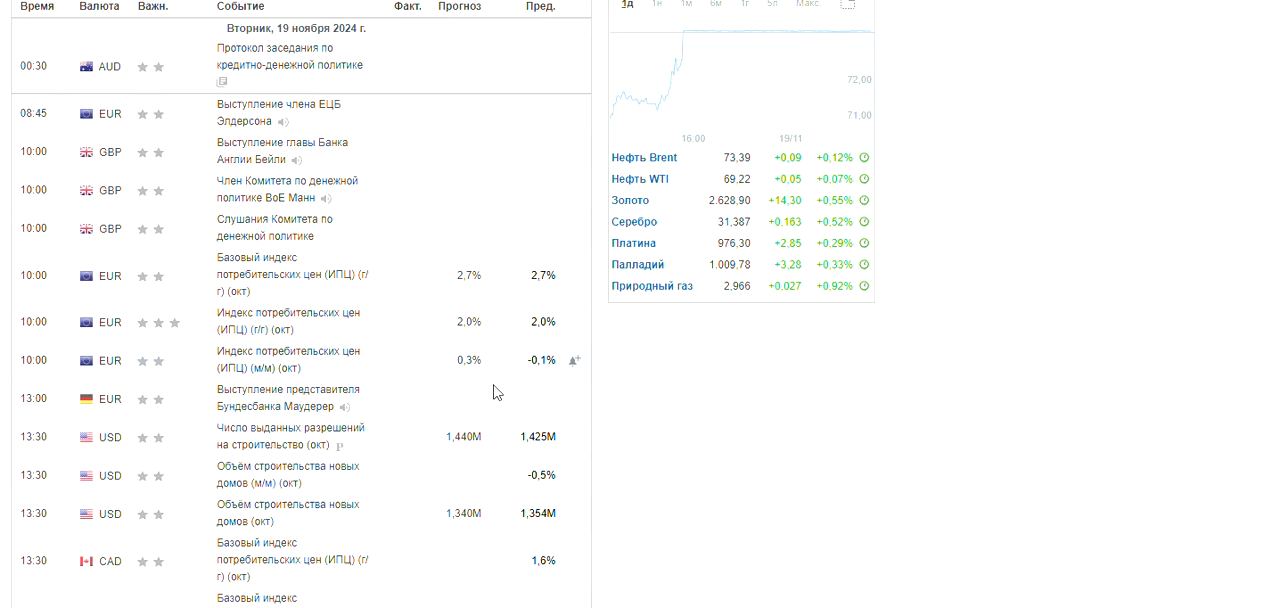 Время Валюта Важн. Событие Факт. Прогноз Пред.
Вторник, 19 ноября 2024 г.
00:30 AUD Протокол заседания по
кредитно-денежной политике
08:45 EUR Выступление члена ЕЦБ
Элдерсона
10:00 GBP Выступление главы Банка
Англии Бейли
10:00 GBP Член Комитета по денежной
политике BoE Манн
10:00 GBP Слушания Комитета по
денежной политике
10:00 EUR Базовый индекс
потребительских цен (ИПЦ) (г/
г) (окт) 2,7% 2,7%
10:00 EUR Индекс потребительских цен
(ИПЦ) (г/г) (окт) 2,0% 2,0%
10:00 EUR Индекс потребительских цен
(ИПЦ) (м/м) (окт) 0,3% -0,1%
13:00 EUR Выступление представителя
Бундесбанка Маудерер
13:30 USD Число выданных разрешений
на строительство (окт) P 1,440M 1,425M
13:30 USD Объём строительства новых
домов (м/м) (окт) -0,5%
13:30 USD Объём строительства новых
домов (окт) 1,340M 1,354M
13:30 CAD Базовый индекс
потребительских цен (ИПЦ) (г/
г) (окт) 1,6%
Базовый индекс
1д 1н 1м 6м 1г 5л Макс.
72,00
71,00
16:00 19/11
Нефть Brent 73,39 +0,09 +0,12%
Нефть WTI 69,22 +0,05 +0,07%
Золото 2.628,90 +14,30 +0,55%
Серебро 31,387 +0,163 +0,52%
Платина 976,30 +2,85 +0,29%
Палладий 1.009,78 +3,28 +0,33%
Природный газ 2,966 +0,027 +0,92%